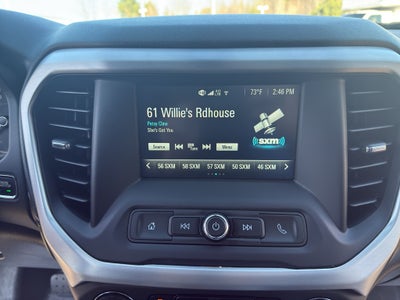 LTE 73°F 2:46 PM
61 Willie's Rdhouse
Patsy Cline
She's Got You
sxm
Source Menu
56 SXM 58 SXM 57 SXM 50 SXM 46 SXM